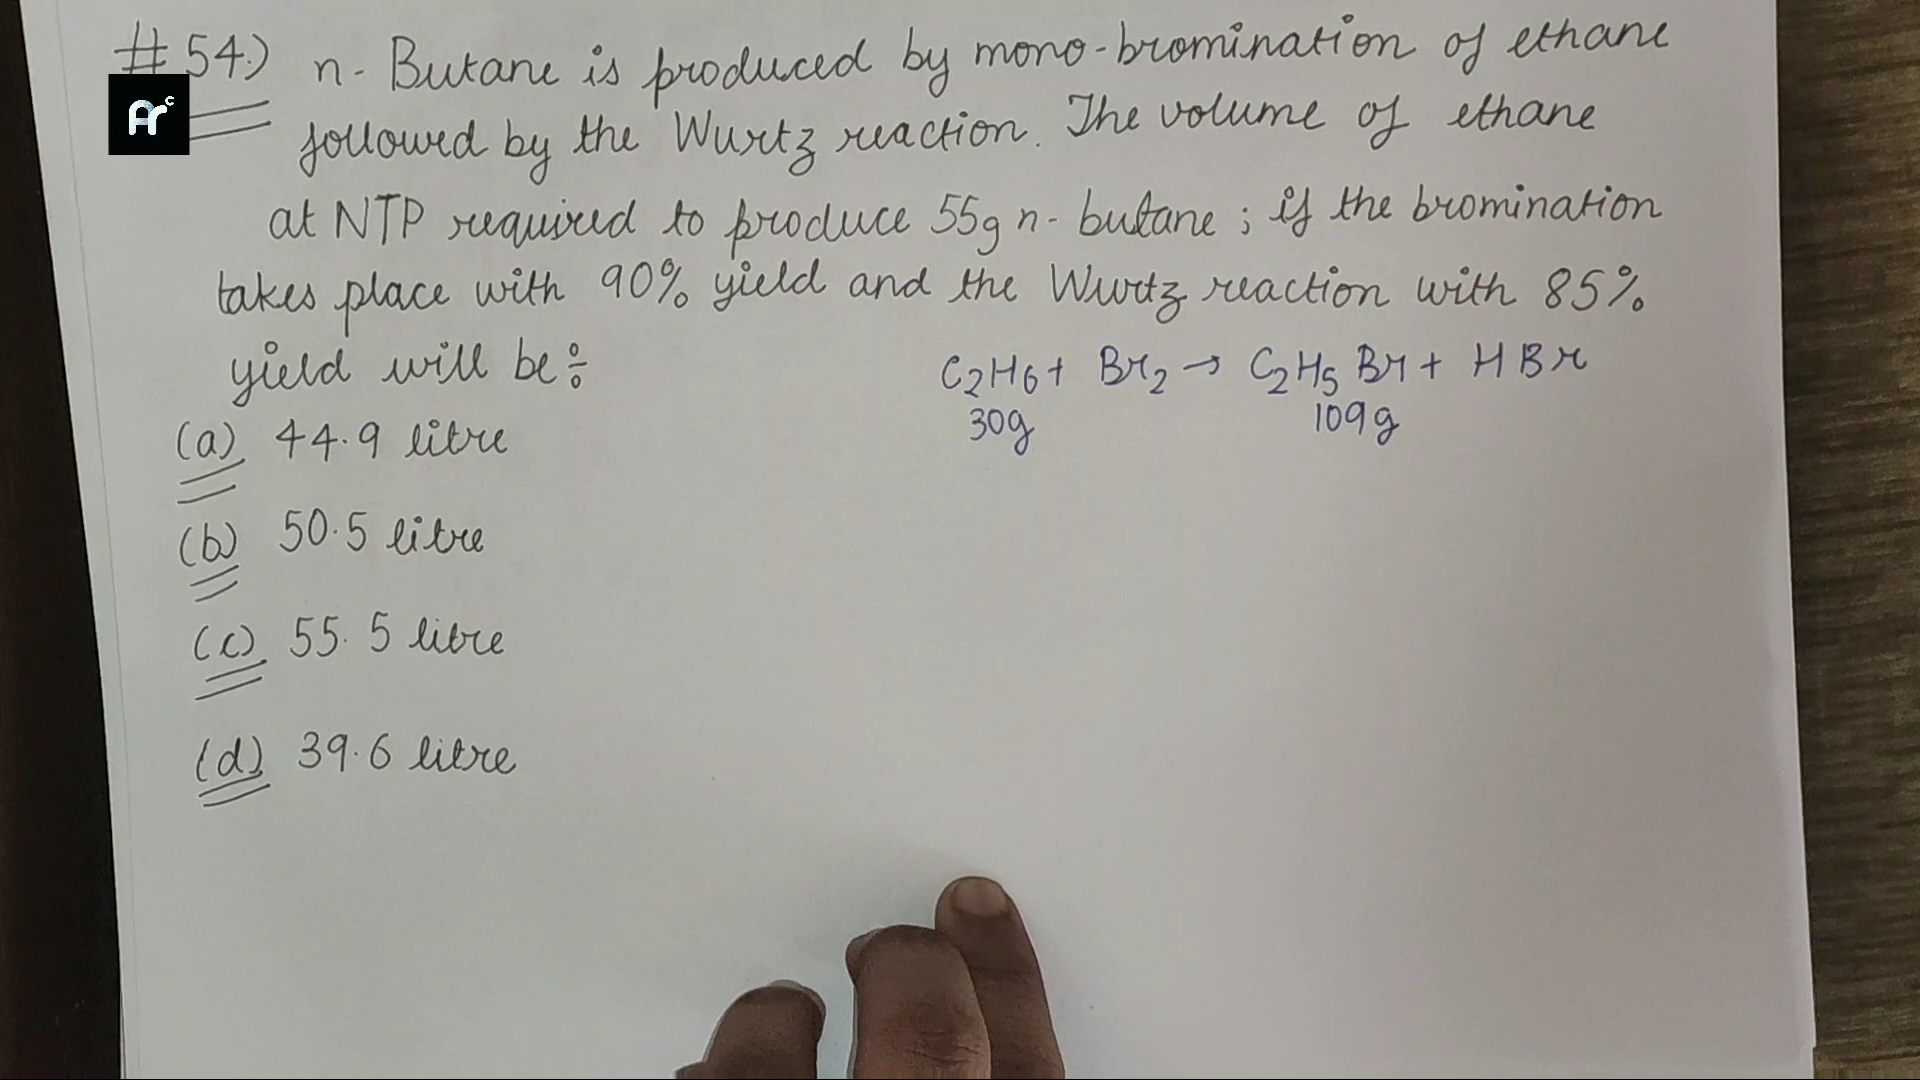 #54.) n-Butane is produced by mono-bromination of ethane
Ar c
followed by the Wurtz reaction. The volume of ethane
at NTP required to produce 55g n-butane; if the bromination
takes place with 90% yield and the Wurtz reaction with 85%
yield will be÷
C2H6 + Br2 → C2H5Br + HBr
30g 109g
(a) 44.9 litre
(b) 50.5 litre
(c) 55.5 litre
(d) 39.6 litre